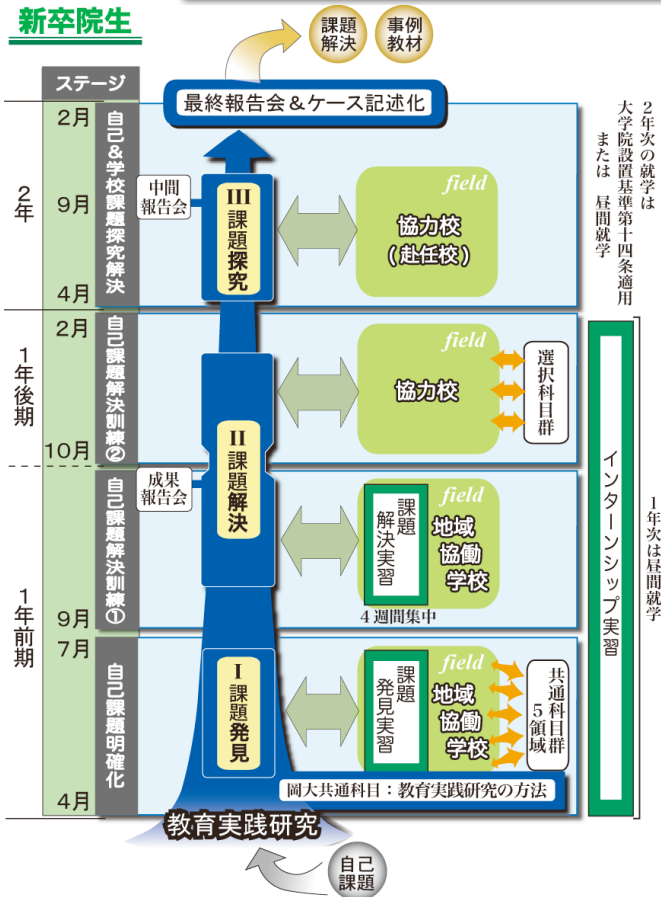 新卒院生
課題
解決
事例
教材
ステージ
最終報告会＆ケース記述化
2年
2月
9月
4月
自己&学校課題探究解決
中間
報告会
III
課題探究
field
協力校
(赴任校)
2年次の就学は
大学院設置基準第十四条適用
または 昼間就学
1年後期
2月
10月
自己課題解決訓練②
II
課題解決
field
協力校
選択科目群
成果
報告会
1年前期
自己課題解決訓練①
9月
field
課題
解決実習
地域
協働
学校
4週間集中
インターンシップ実習
1年次は昼間就学
7月
4月
自己課題明確化
I
課題発見
field
課題
発見実習
地域
協働
学校
共通科目群
5領域
岡大共通科目：教育実践研究の方法
教育実践研究
自己
課題